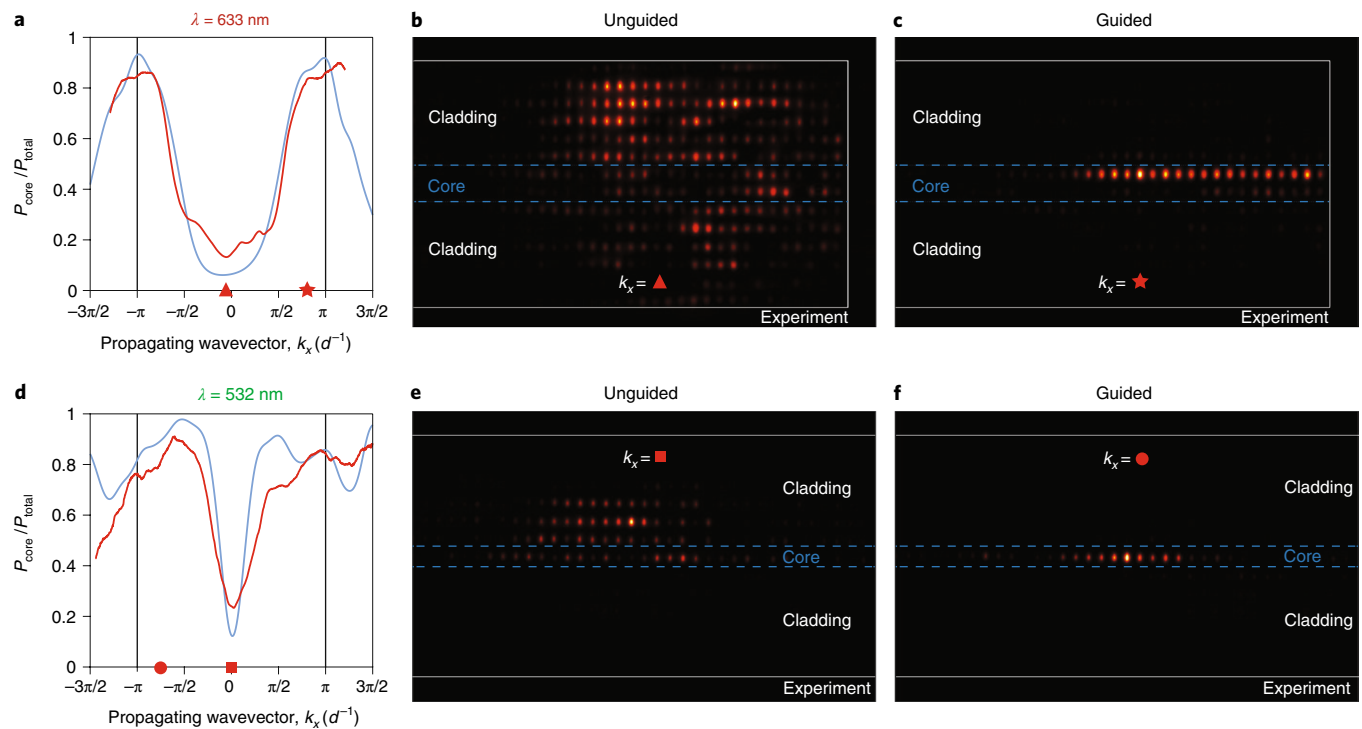 a
λ = 633 nm
1
0.8
0.6
0.4
0.2
0
P_core/P_total
−3π/2 −π −π/2 0 π/2 π 3π/2
Propagating wavevector, k_x (d⁻¹)
b
Unguided
Cladding
Core
Cladding
k_x =
Experiment
c
Guided
Cladding
Core
Cladding
k_x =
Experiment
d
λ = 532 nm
1
0.8
0.6
0.4
0.2
0
P_core/P_total
−3π/2 −π −π/2 0 π/2 π 3π/2
Propagating wavevector, k_x (d⁻¹)
e
Unguided
k_x =
Cladding
Core
Cladding
Experiment
f
Guided
k_x =
Cladding
Core
Cladding
Experiment